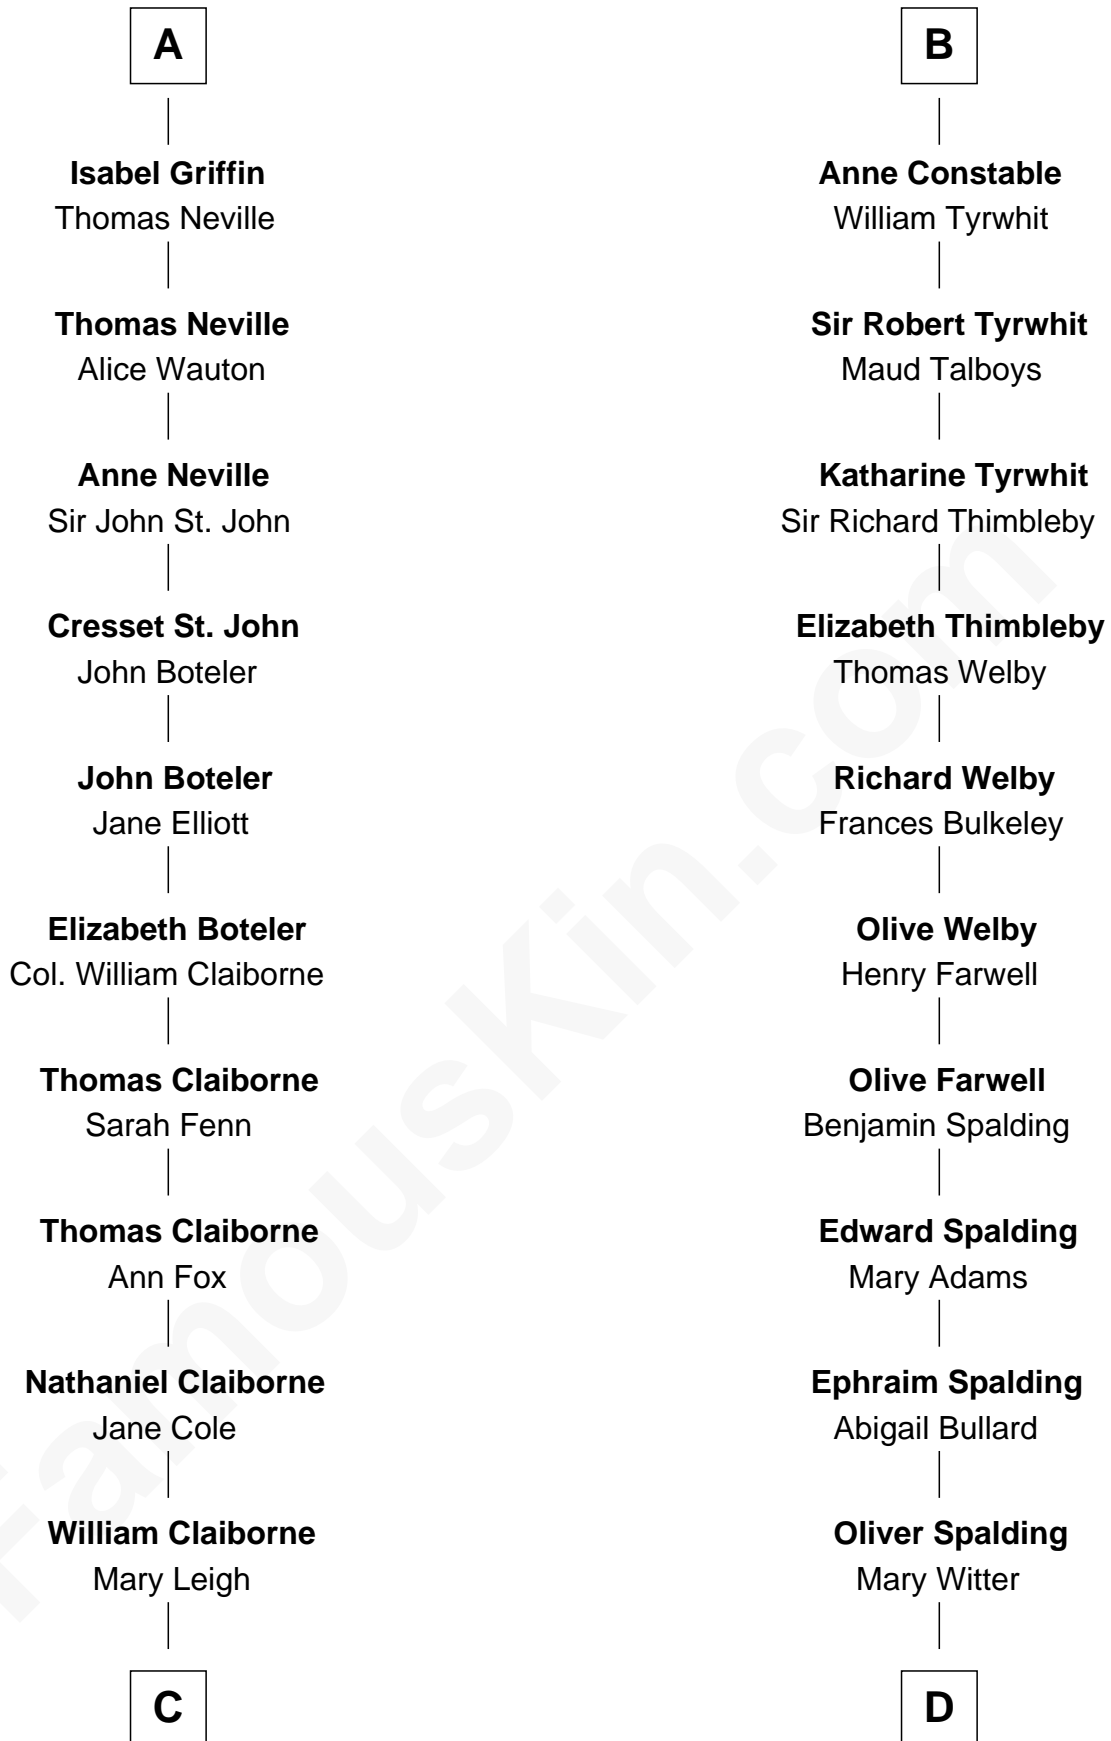 A
Isabel Griffin
Thomas Neville
Thomas Neville
Alice Wauton
Anne Neville
Sir John St. John
Cresset St. John
John Boteler
John Boteler
Jane Elliott
Elizabeth Boteler
Col. William Claiborne
Thomas Claiborne
Sarah Fenn
Thomas Claiborne
Ann Fox
Nathaniel Claiborne
Jane Cole
William Claiborne
Mary Leigh
C
B
Anne Constable
William Tyrwhit
Sir Robert Tyrwhit
Maud Talboys
Katharine Tyrwhit
Sir Richard Thimbleby
Elizabeth Thimbleby
Thomas Welby
Richard Welby
Frances Bulkeley
Olive Welby
Henry Farwell
Olive Farwell
Benjamin Spalding
Edward Spalding
Mary Adams
Ephraim Spalding
Abigail Bullard
Oliver Spalding
Mary Witter
D
FamousKin.com